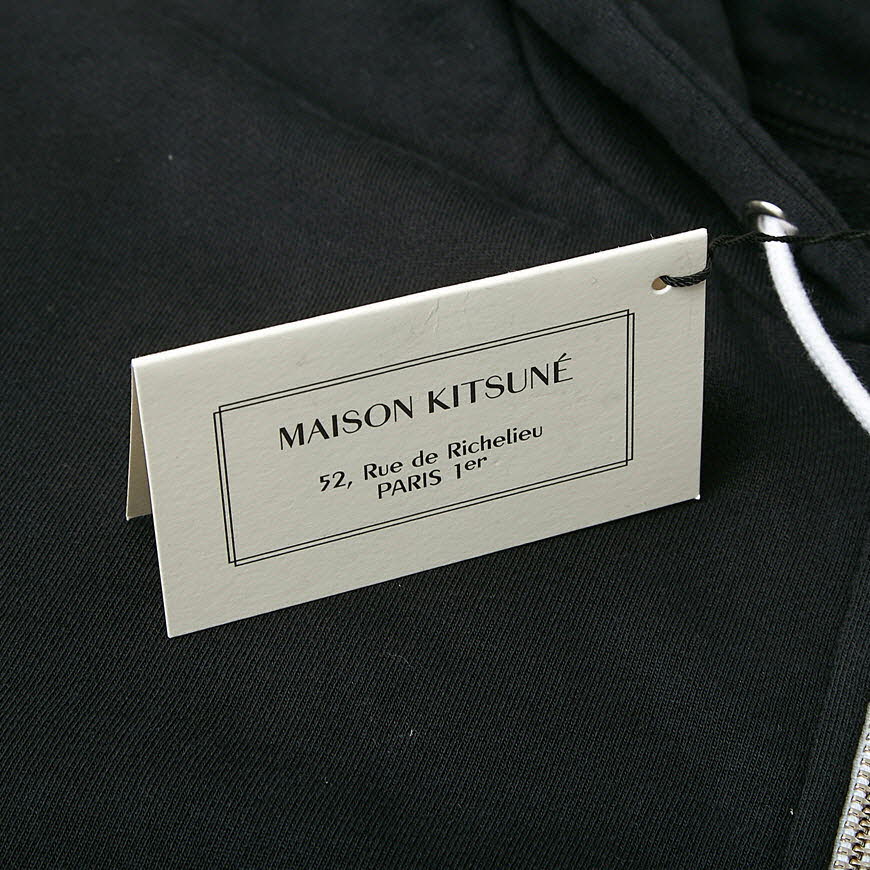 MAISON KITSUNÉ
52, Rue de Richelieu
PARIS 1er